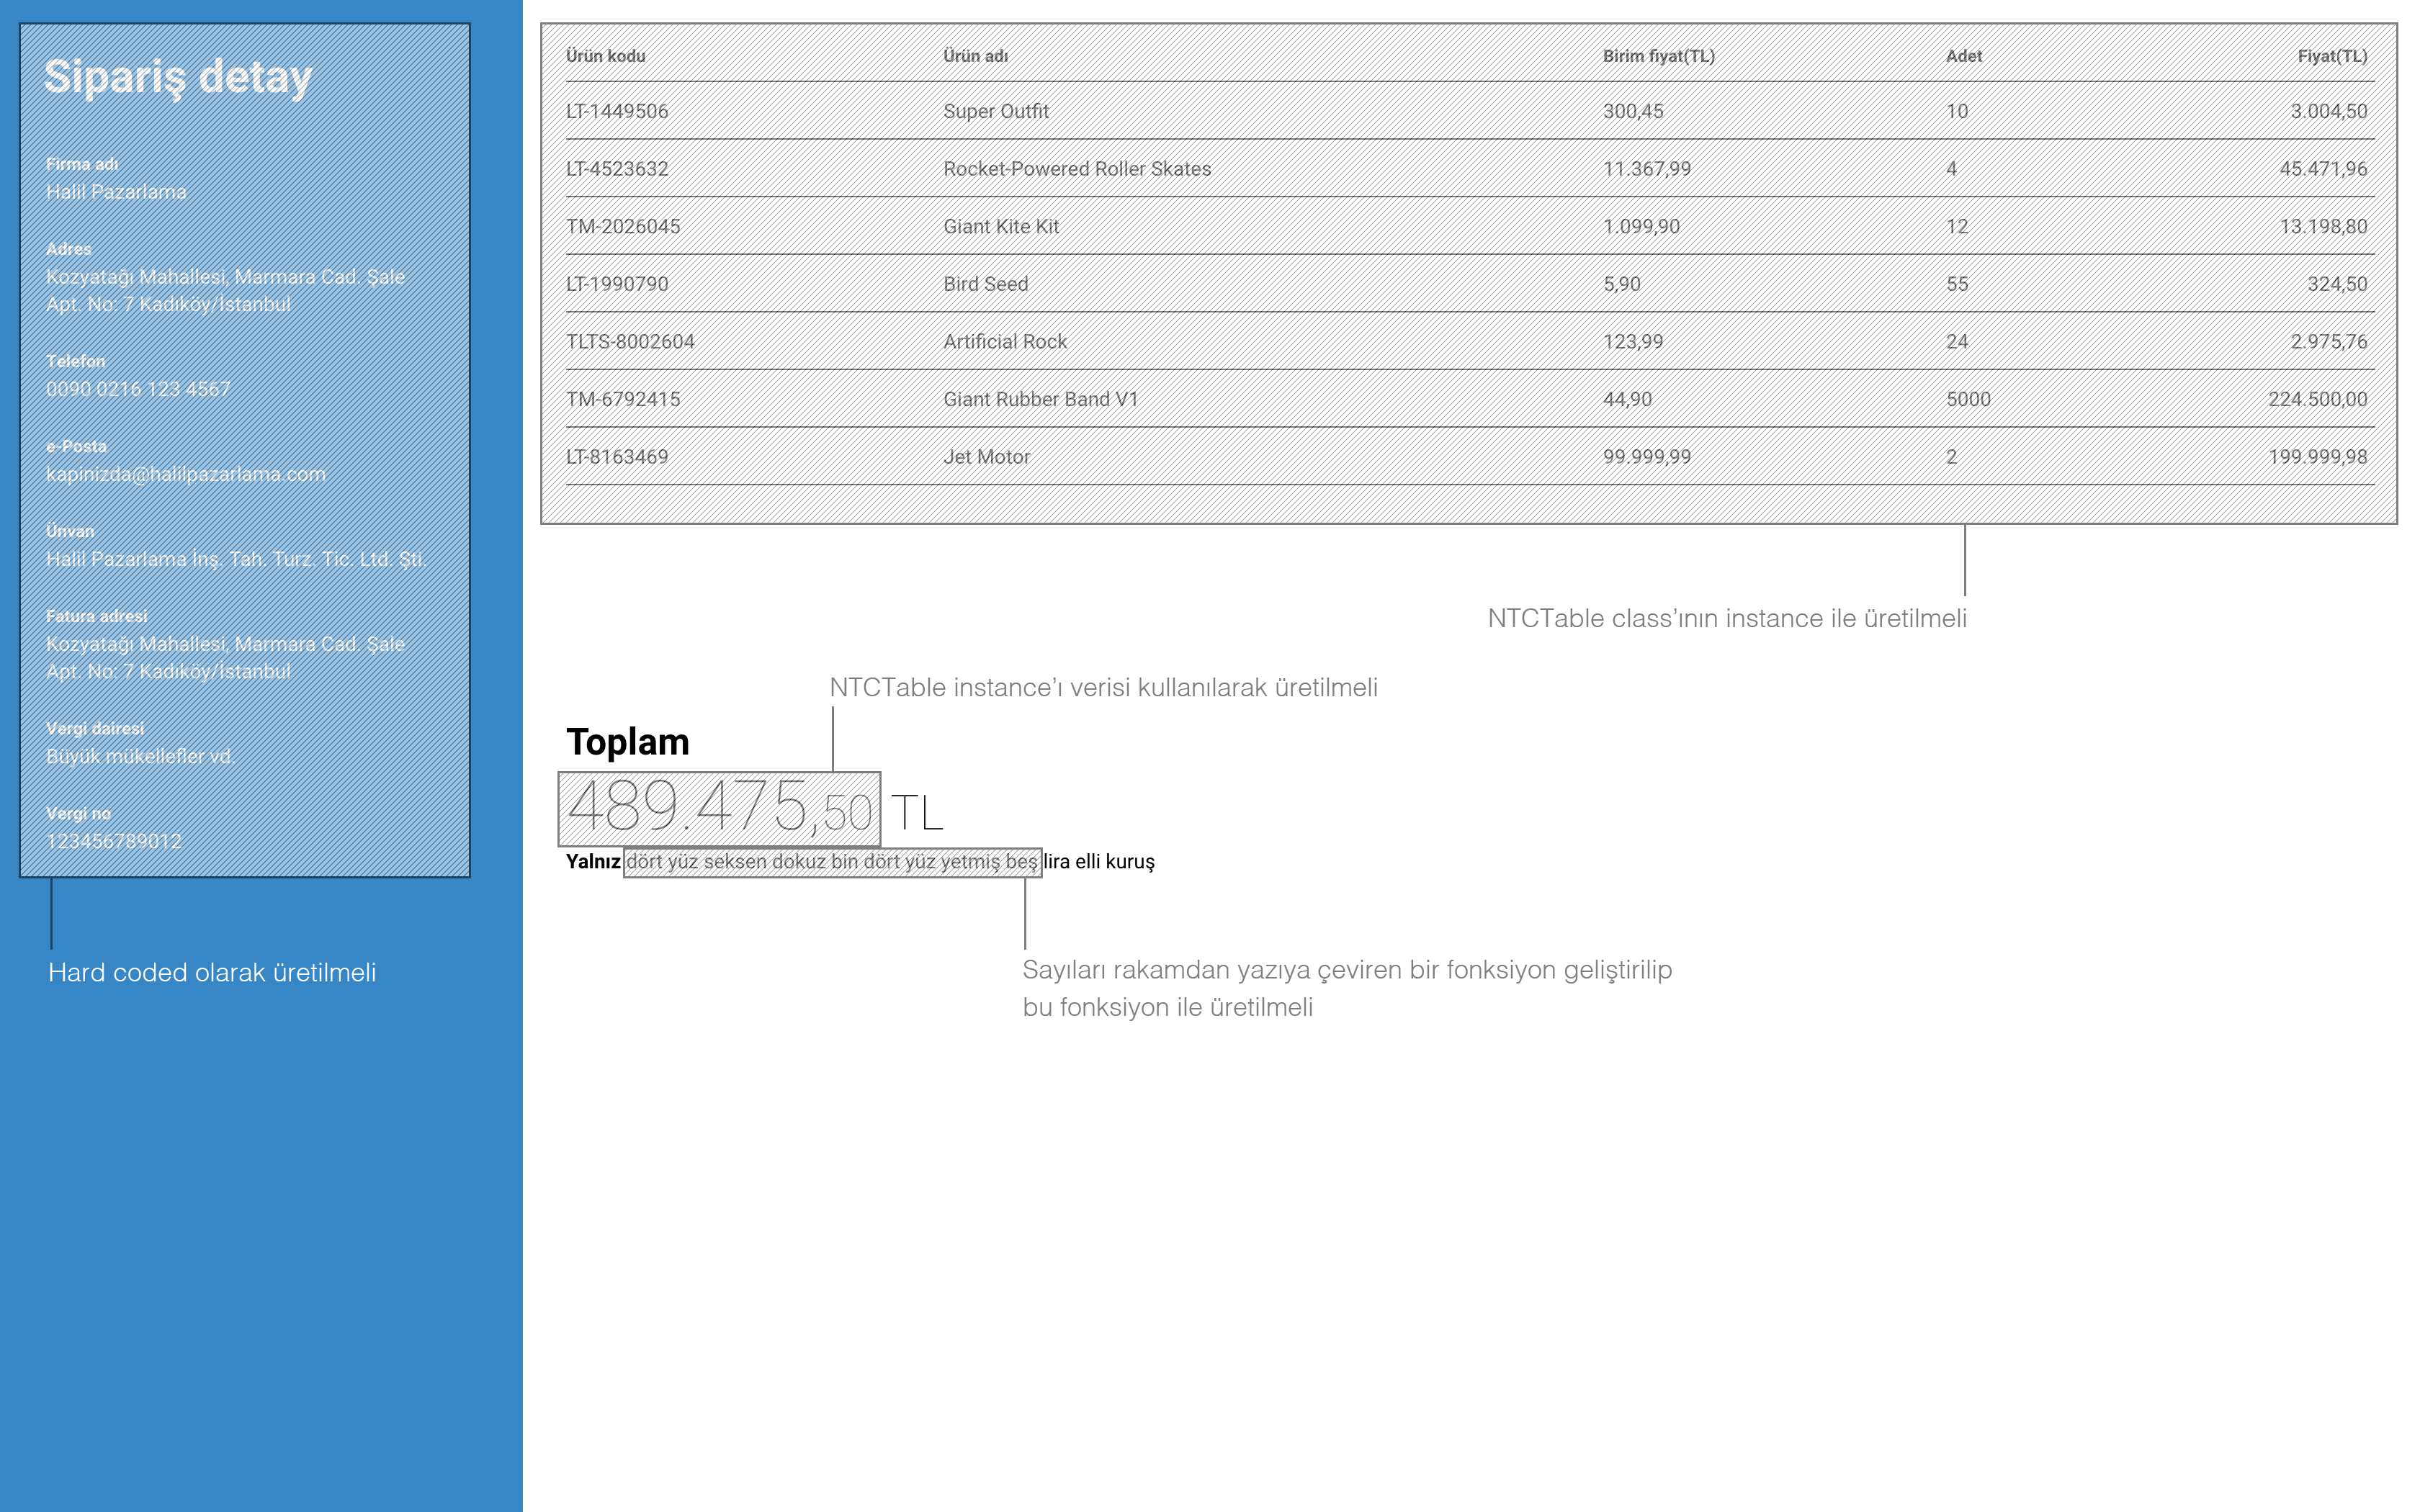 Sipariş detay
Firma adı
Halil Pazarlama
Adres
Kozyatağı Mahallesi, Marmara Cad. Şale
Apt. No: 7 Kadıköy/İstanbul
Telefon
0090 0216 123 4567
e-Posta
kapinizda@halilpazarlama.com
Ünvan
Halil Pazarlama İnş. Tah. Turz. Tic. Ltd. Şti.
Fatura adresi
Kozyatağı Mahallesi, Marmara Cad. Şale
Apt. No: 7 Kadıköy/İstanbul
Vergi dairesi
Büyük mükellefler vd.
Vergi no
123456789012
Hard coded olarak üretilmeli
Ürün kodu Ürün adı Birim fiyat(TL) Adet Fiyat(TL)
LT-1449506 Super Outfit 300,45 10 3.004,50
LT-4523632 Rocket-Powered Roller Skates 11.367,99 4 45.471,96
TM-2026045 Giant Kite Kit 1.099,90 12 13.198,80
LT-1990790 Bird Seed 5,90 55 324,50
TLTS-8002604 Artificial Rock 123,99 24 2.975,76
TM-6792415 Giant Rubber Band V1 44,90 5000 224.500,00
LT-8163469 Jet Motor 99.999,99 2 199.999,98
NTCTable class’ının instance ile üretilmeli
NTCTable instance’ı verisi kullanılarak üretilmeli
Toplam
489.475,50 TL
Yalnız dört yüz seksen dokuz bin dört yüz yetmiş beş lira elli kuruş
Sayıları rakamdan yazıya çeviren bir fonksiyon geliştirilip
bu fonksiyon ile üretilmeli